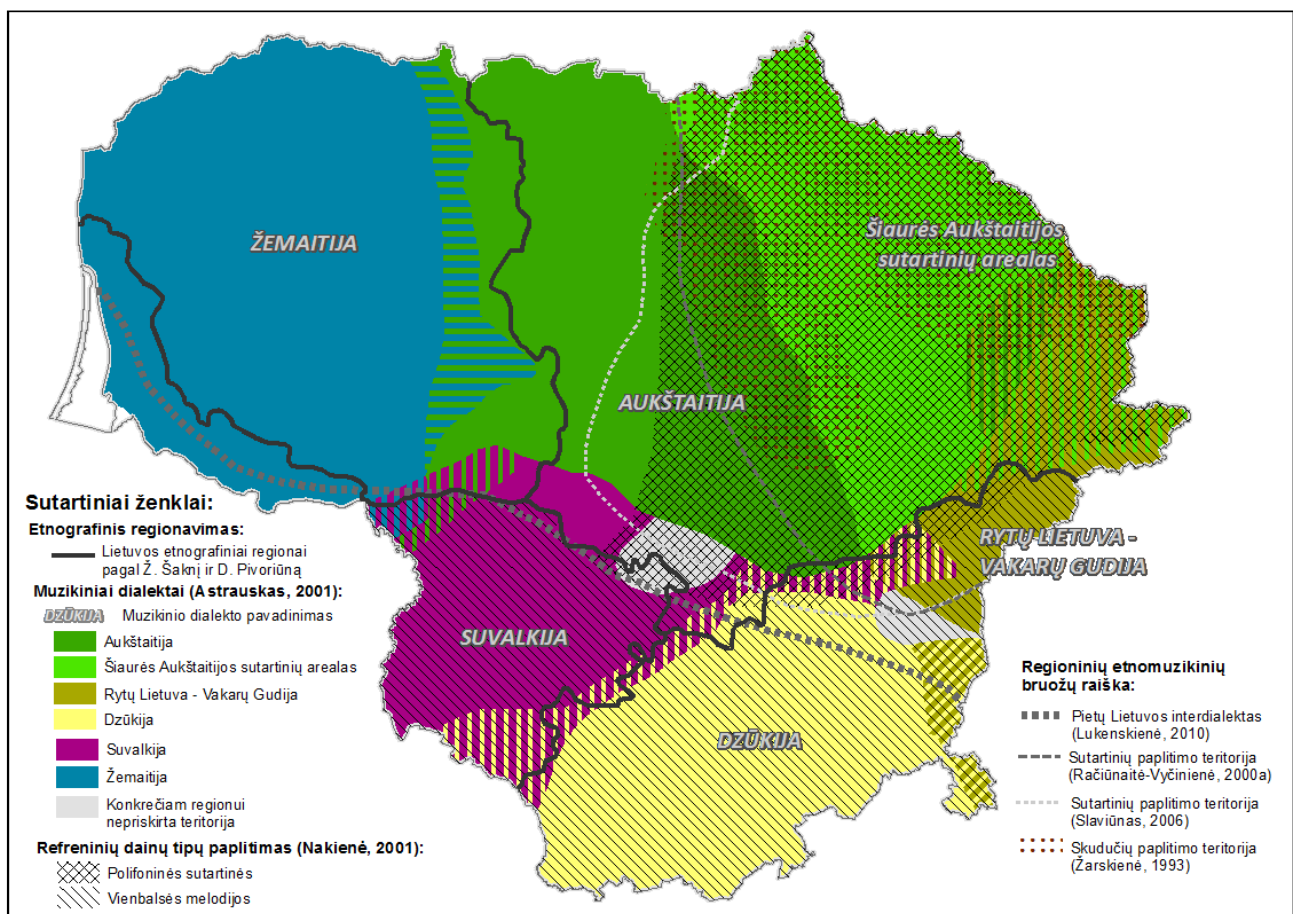 ŽEMAITIJA
Šiaurės Aukštaitijos
sutartinių arealas
AUKŠTAITIJA
RYTŲ LIETUVA -
VAKARŲ GUDIJA
SUVALKIJA
DZŪKIJA
Sutartiniai ženklai:
Etnografinis regionavimas:
Lietuvos etnografiniai regionai
pagal Ž. Šaknį ir D. Pivoriūną
Muzikiniai dialektai (Astrauskas, 2001):
DZŪKIJA Muzikinio dialekto pavadinimas
Aukštaitija
Šiaurės Aukštaitijos sutartinių arealas
Rytų Lietuva - Vakarų Gudija
Dzūkija
Suvalkija
Žemaitija
Konkrečiam regionui
nepriskirta teritorija
Refreninių dainų tipų paplitimas (Nakienė, 2001):
Polifoninės sutartinės
Vienbalsės melodijos
Regioninių etnomuzikinių
bruožų raiška:
Pietų Lietuvos interdialektas
(Lukenskienė, 2010)
Sutartinių paplitimo teritorija
(Račiūnaitė-Vyčinienė, 2000a)
Sutartinių paplitimo teritorija
(Slaviūnas, 2006)
Skudučių paplitimo teritorija
(Žarskienė, 1993)